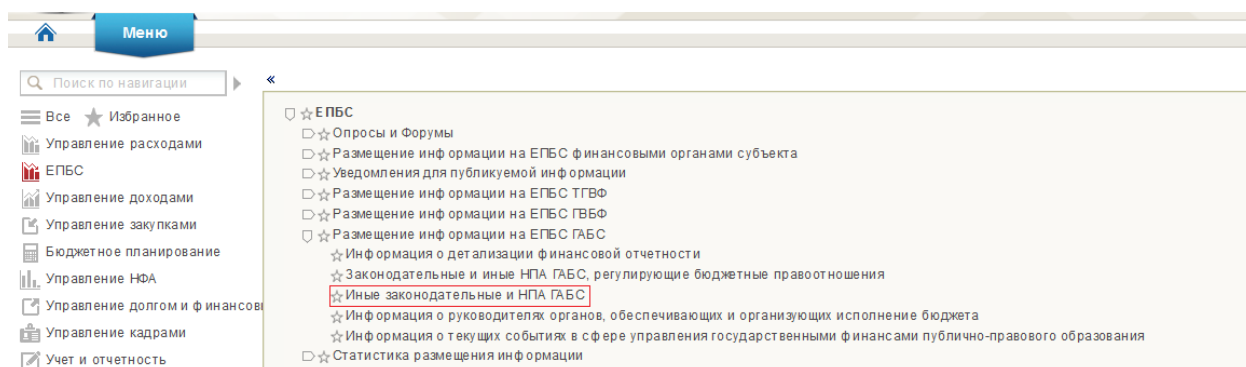 Меню
Поиск по навигации
«
Все Избранное
Управление расходами
ЕПБС
Управление доходами
Управление закупками
Бюджетное планирование
Управление НФА
Управление долгом и финансовы
Управление кадрами
Учет и отчетность
ЕПБС
Опросы и Форумы
Размещение информации на ЕПБС финансовыми органами субъекта
Уведомления для публикуемой информации
Размещение информации на ЕПБС ТГВФ
Размещение информации на ЕПБС ГВБФ
Размещение информации на ЕПБС ГАБС
Информация о детализации финансовой отчетности
Законодательные и иные НПА ГАБС, регулирующие бюджетные правоотношения
Иные законодательные и НПА ГАБС
Информация о руководителях органов, обеспечивающих и организующих исполнение бюджета
Информация о текущих событиях в сфере управления государственными финансами публично-правового образования
Статистика размещения информации